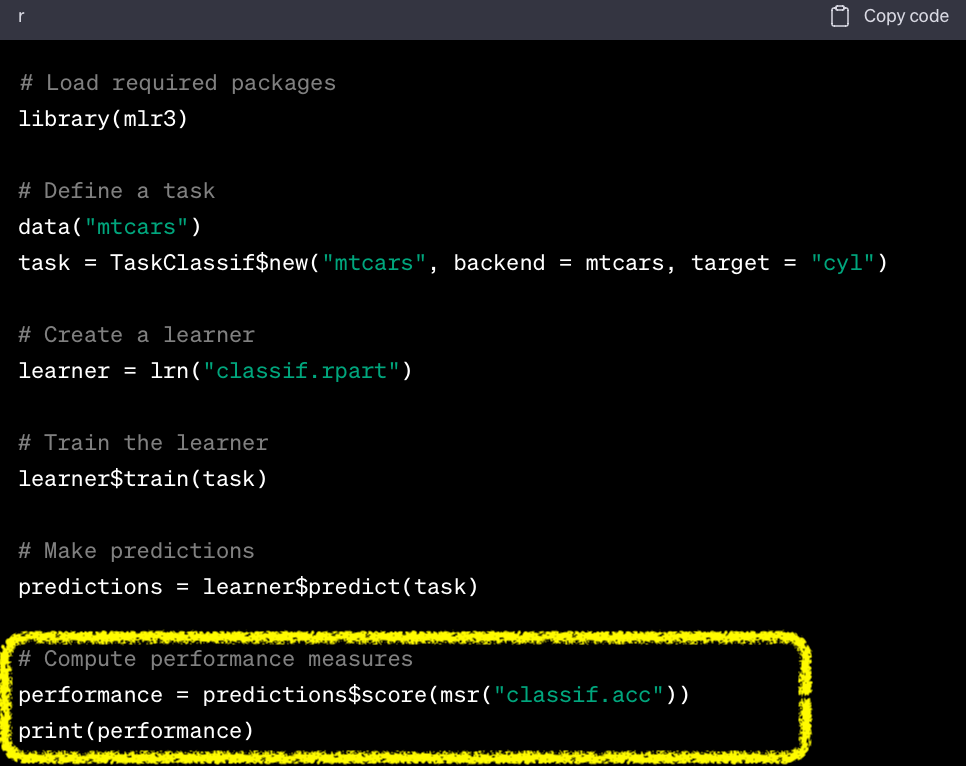 r
Copy code
# Load required packages
library(mlr3)
# Define a task
data("mtcars")
task = TaskClassif$new("mtcars", backend = mtcars, target = "cyl")
# Create a learner
learner = lrn("classif.rpart")
# Train the learner
learner$train(task)
# Make predictions
predictions = learner$predict(task)
# Compute performance measures
performance = predictions$score(msr("classif.acc"))
print(performance)